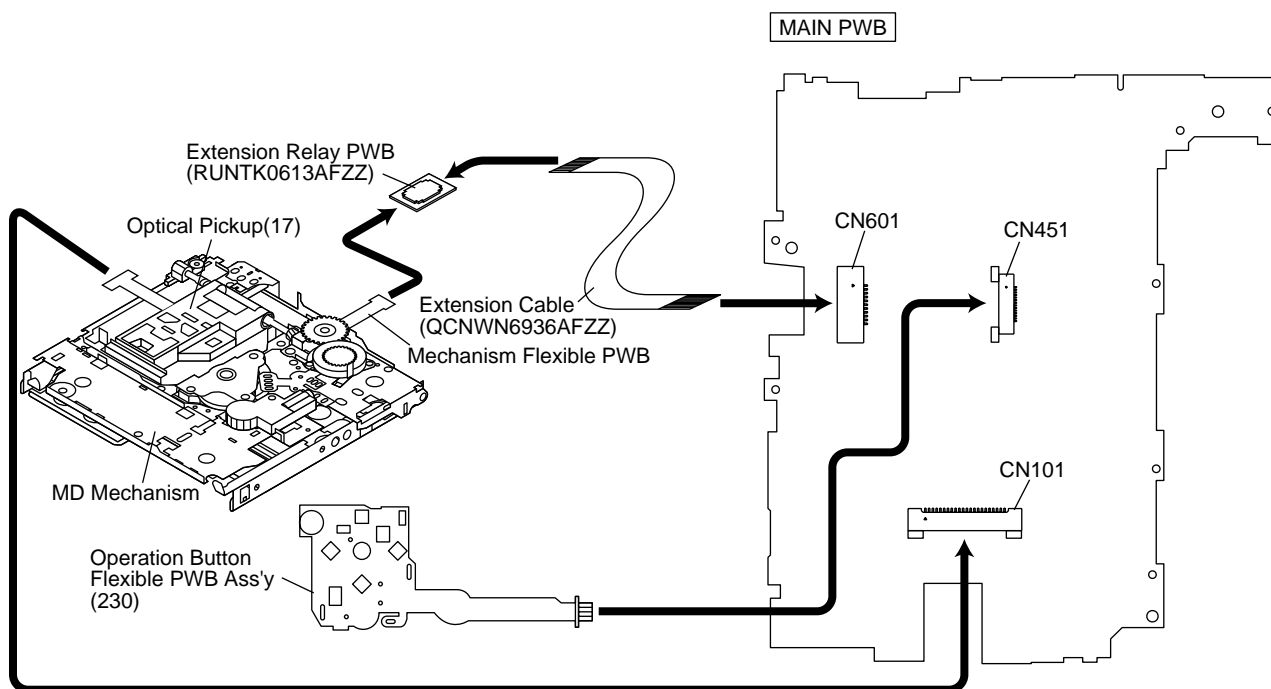 MAIN PWB
Extension Relay PWB
(RUNTK0613AFZZ)
Optical Pickup(17)
CN601
CN451
Extension Cable
(QCNWN6936AFZZ)
Mechanism Flexible PWB
MD Mechanism
CN101
Operation Button
Flexible PWB Ass'y
(230)